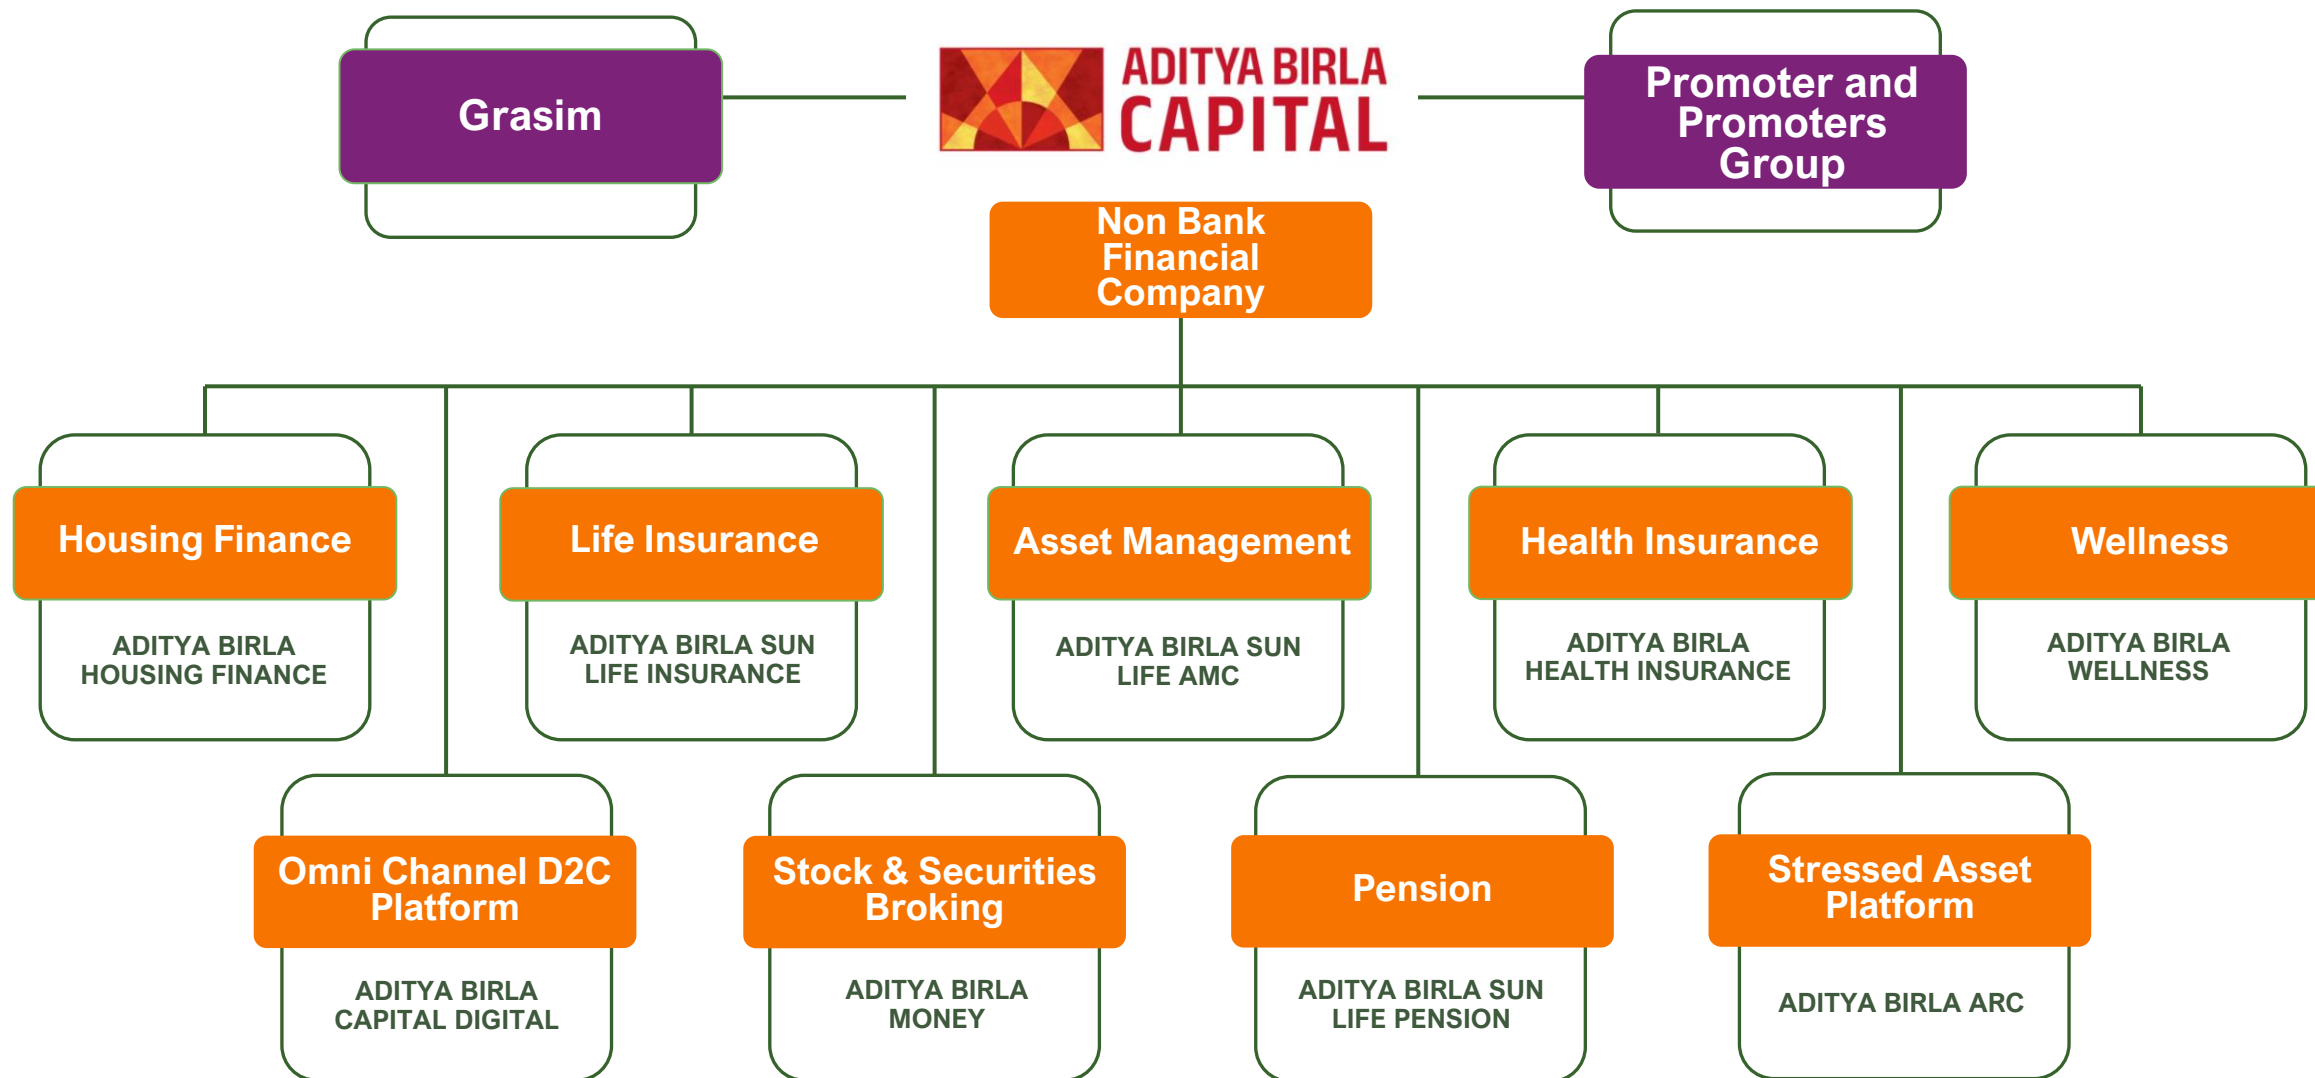 Grasim
ADITYA BIRLA
CAPITAL
Promoter and
Promoters
Group
Non Bank
Financial
Company
Housing Finance
ADITYA BIRLA
HOUSING FINANCE
Life Insurance
ADITYA BIRLA SUN
LIFE INSURANCE
Asset Management
ADITYA BIRLA SUN
LIFE AMC
Health Insurance
ADITYA BIRLA
HEALTH INSURANCE
Wellness
ADITYA BIRLA
WELLNESS
Omni Channel D2C
Platform
ADITYA BIRLA
CAPITAL DIGITAL
Stock & Securities
Broking
ADITYA BIRLA
MONEY
Pension
ADITYA BIRLA SUN
LIFE PENSION
Stressed Asset
Platform
ADITYA BIRLA ARC